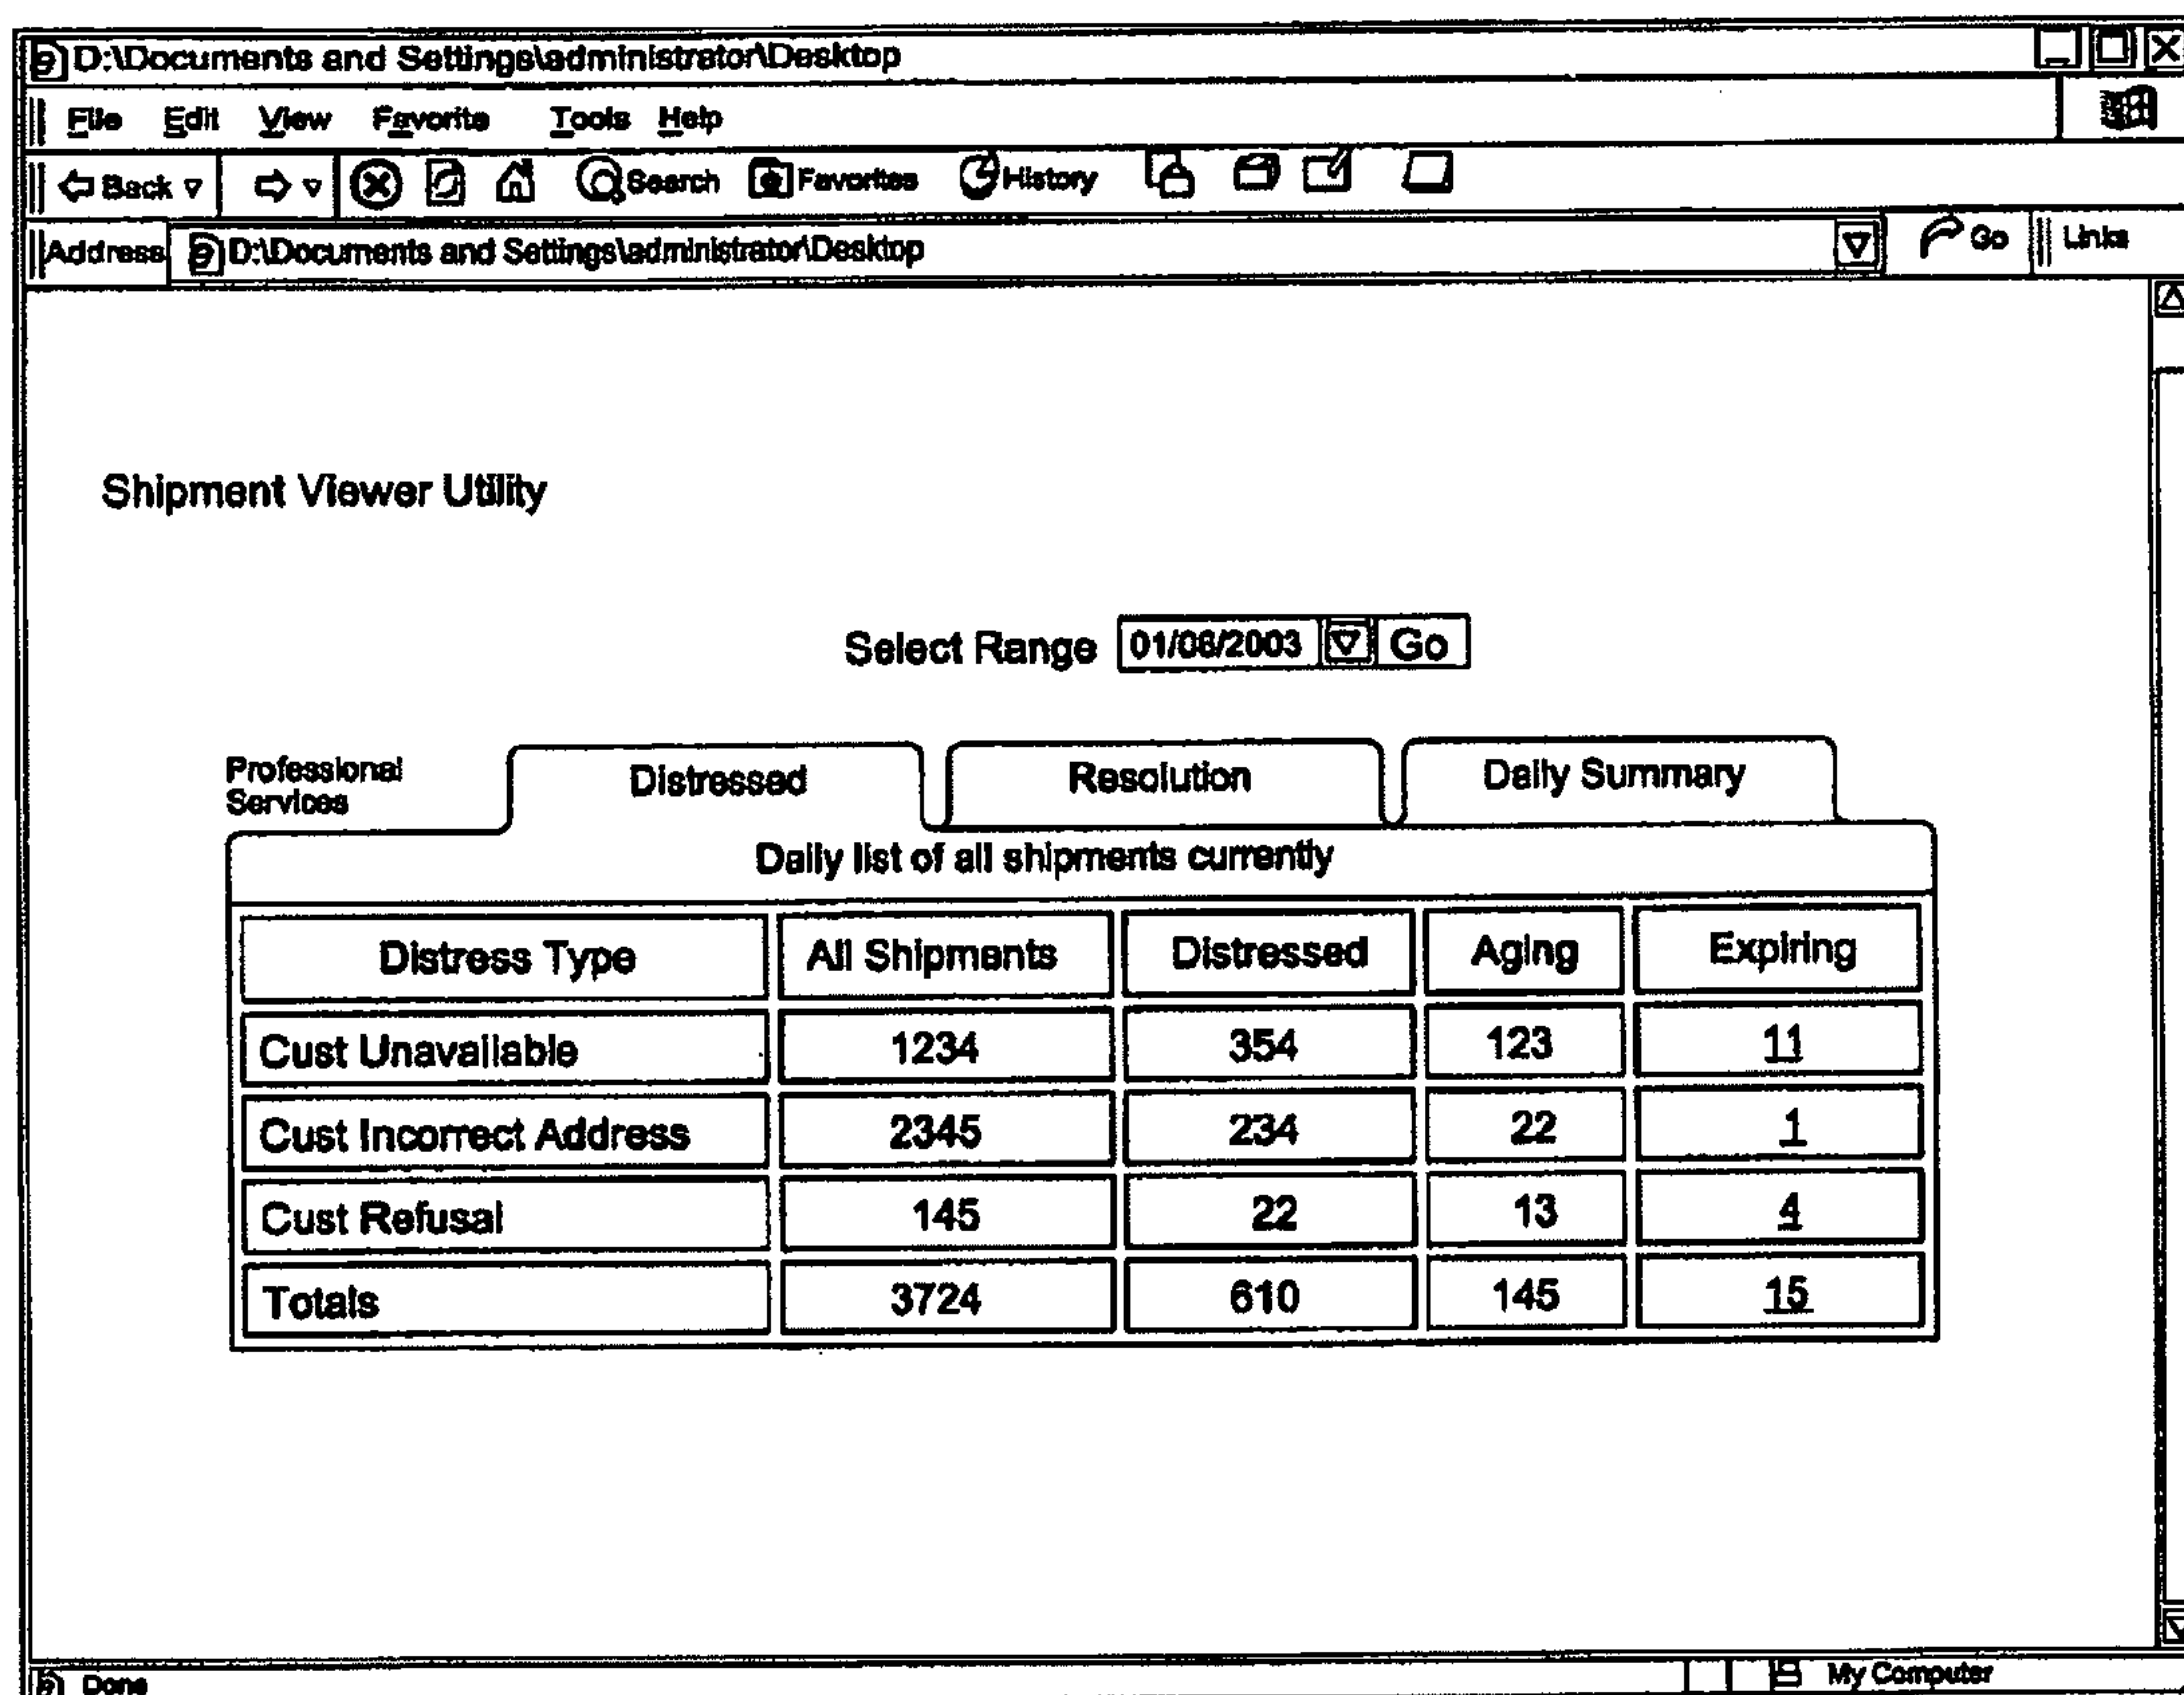 D:\Documents and Settings\administrator\Desktop
File Edit View Favorite Tools Help
Back Search Favorites History
Address D:\Documents and Settings\administrator\Desktop Go Links
Shipment Viewer Utility
Select Range 01/06/2003 Go
Professional Services
Distressed Resolution Daily Summary
Daily list of all shipments currently
Distress Type All Shipments Distressed Aging Expiring
Cust Unavailable 1234 354 123 11
Cust Incorrect Address 2345 234 22 1
Cust Refusal 145 22 13 4
Totals 3724 610 145 15
Done My Computer